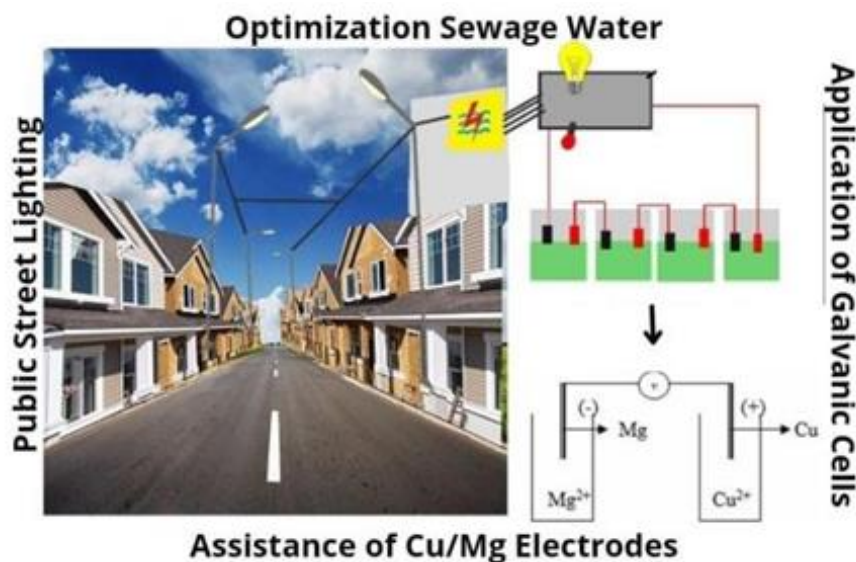 Optimization Sewage Water
Public Street Lighting
Application of Galvanic Cells
(-)
Mg
Mg²⁺
v
(+)
Cu
Cu²⁺
Assistance of Cu/Mg Electrodes